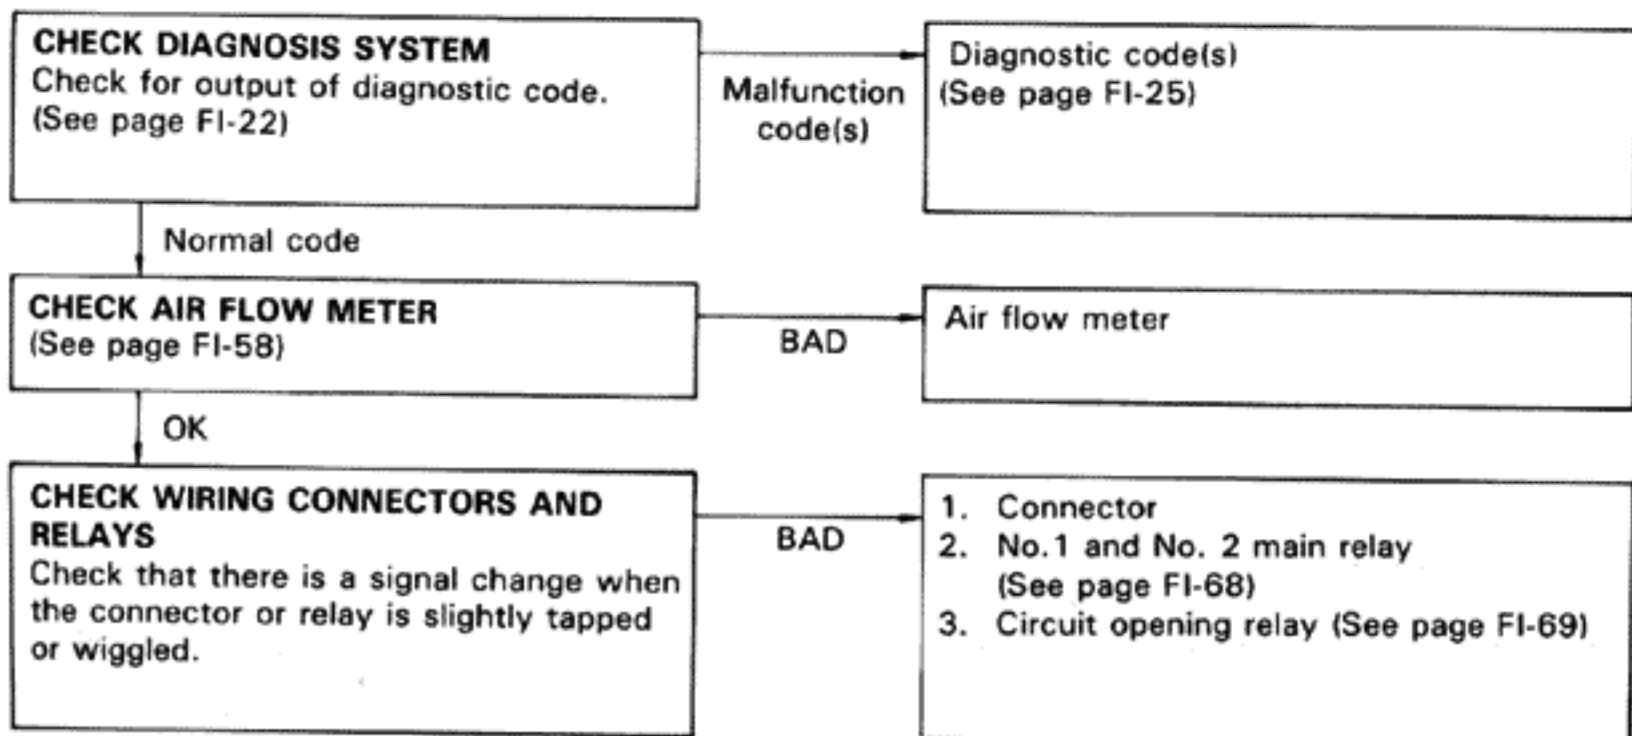 CHECK DIAGNOSIS SYSTEM
Check for output of diagnostic code.
(See page FI-22)
Malfunction
code(s)
Diagnostic code(s)
(See page FI-25)
Normal code
CHECK AIR FLOW METER
(See page FI-58)
BAD
Air flow meter
OK
CHECK WIRING CONNECTORS AND
RELAYS
Check that there is a signal change when
the connector or relay is slightly tapped
or wiggled.
BAD
1. Connector
2. No.1 and No. 2 main relay
(See page FI-68)
3. Circuit opening relay (See page FI-69)